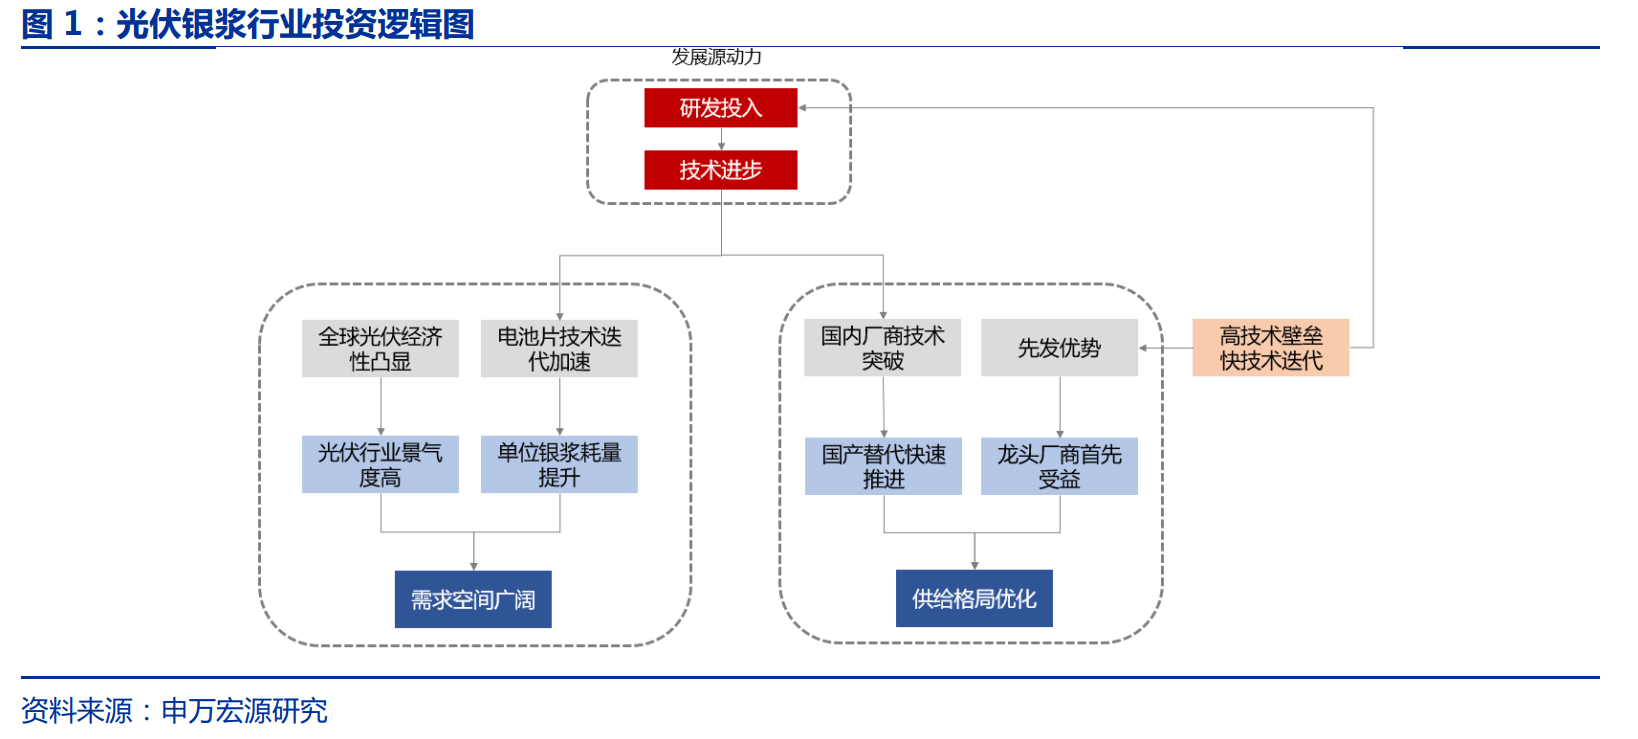 图 1：光伏银浆行业投资逻辑图
发展源动力
研发投入
技术进步
全球光伏经济
性凸显
电池片技术迭
代加速
国内厂商技术
突破
先发优势
高技术壁垒
快技术迭代
光伏行业景气
度高
单位银浆耗量
提升
国产替代快速
推进
龙头厂商首先
受益
需求空间广阔
供给格局优化
资料来源：申万宏源研究